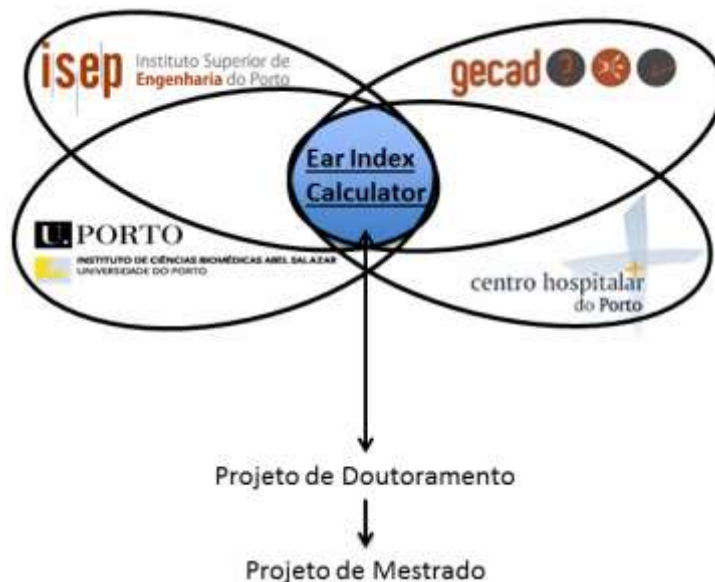 isep Instituto Superior de
Engenharia do Porto
gecad ?
Ear Index
Calculator
U. PORTO
INSTITUTO DE CIÊNCIAS BIOMÉDICAS ABEL SALAZAR
UNIVERSIDADE DO PORTO
centro hospitalar
do Porto
Projeto de Doutoramento
Projeto de Mestrado